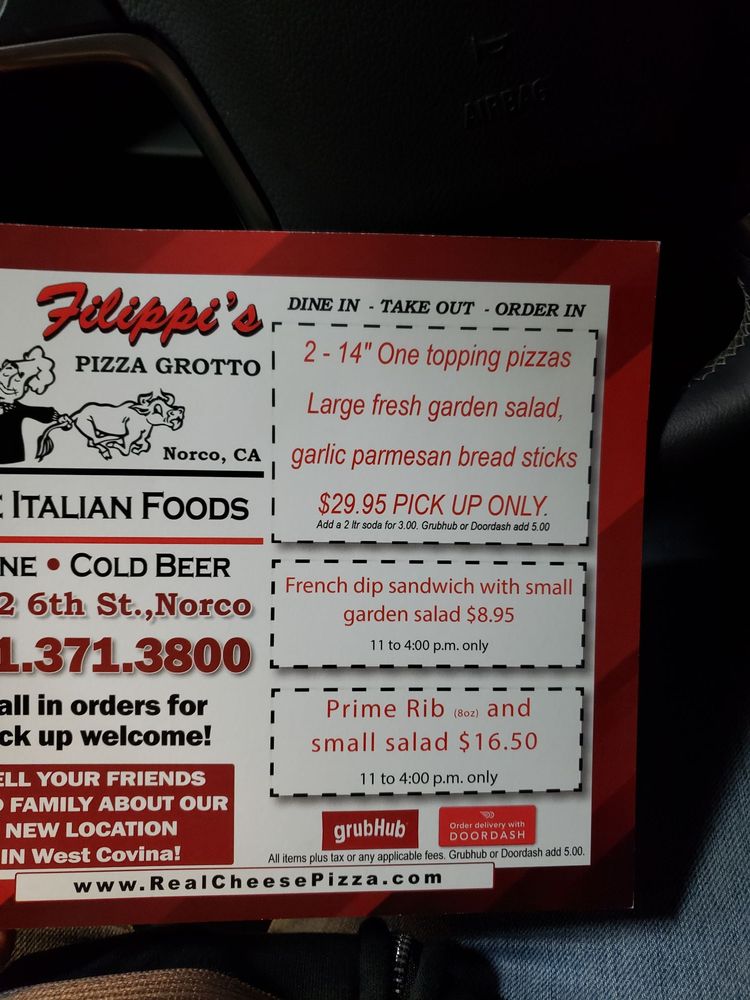 AIRBAG
Filippi's
PIZZA GROTTO
Norco, CA
ITALIAN FOODS
• COLD BEER
6th St.,Norco
371.3800
in orders for
up welcome!
YOUR FRIENDS
FAMILY ABOUT OUR
NEW LOCATION
IN West Covina!
DINE IN - TAKE OUT - ORDER IN
2 - 14" One topping pizzas
Large fresh garden salad,
garlic parmesan bread sticks
$29.95 PICK UP ONLY.
Add a 2 ltr soda for 3.00. Grubhub or Doordash add 5.00
French dip sandwich with small
garden salad $8.95
11 to 4:00 p.m. only
Prime Rib (8oz) and
small salad $16.50
11 to 4:00 p.m. only
grubHub
Order delivery with
DOORDASH
All items plus tax or any applicable fees. Grubhub or Doordash add 5.00.
www.RealCheesePizza.com